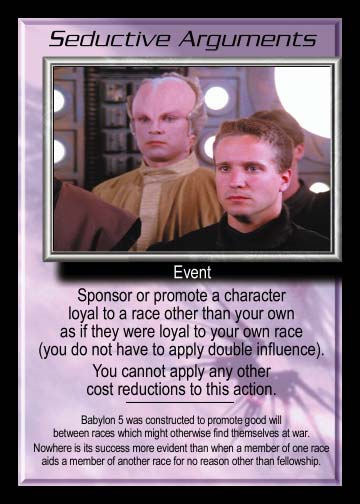 Seductive Arguments
Event
Sponsor or promote a character
loyal to a race other than your own
as if they were loyal to your own race
(you do not have to apply double influence).
You cannot apply any other
cost reductions to this action.
Babylon 5 was constructed to promote good will
between races which might otherwise find themselves at war.
Nowhere is its success more evident than when a member of one race
aids a member of another race for no reason other than fellowship.